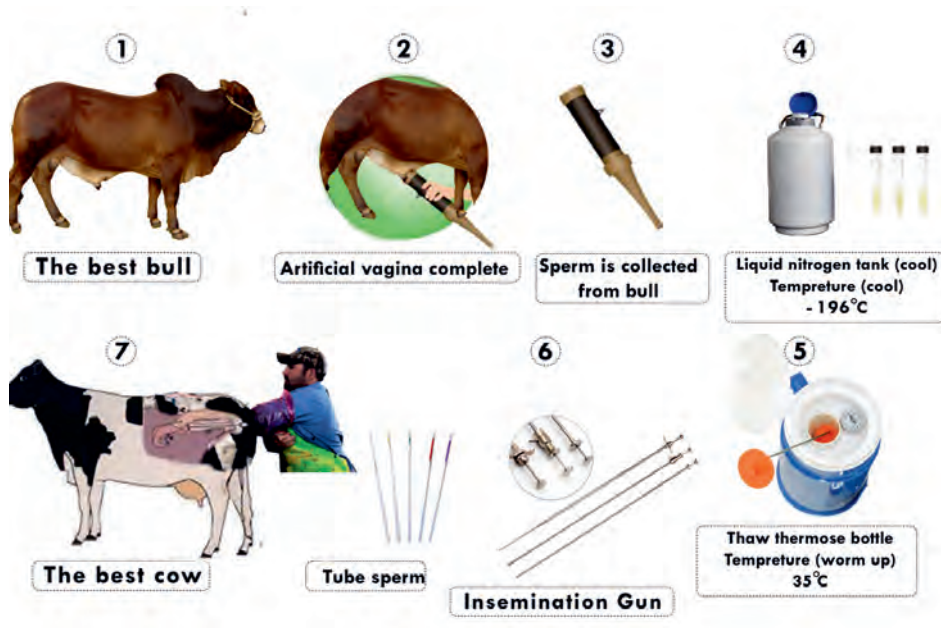 1
2
3
4
The best bull
Artificial vagina complete
Sperm is collected
from bull
Liquid nitrogen tank (cool)
Tempreture (cool)
- 196°C
7
6
5
The best cow
Tube sperm
Insemination Gun
Thaw thermose bottle
Tempreture (worm up)
35°C